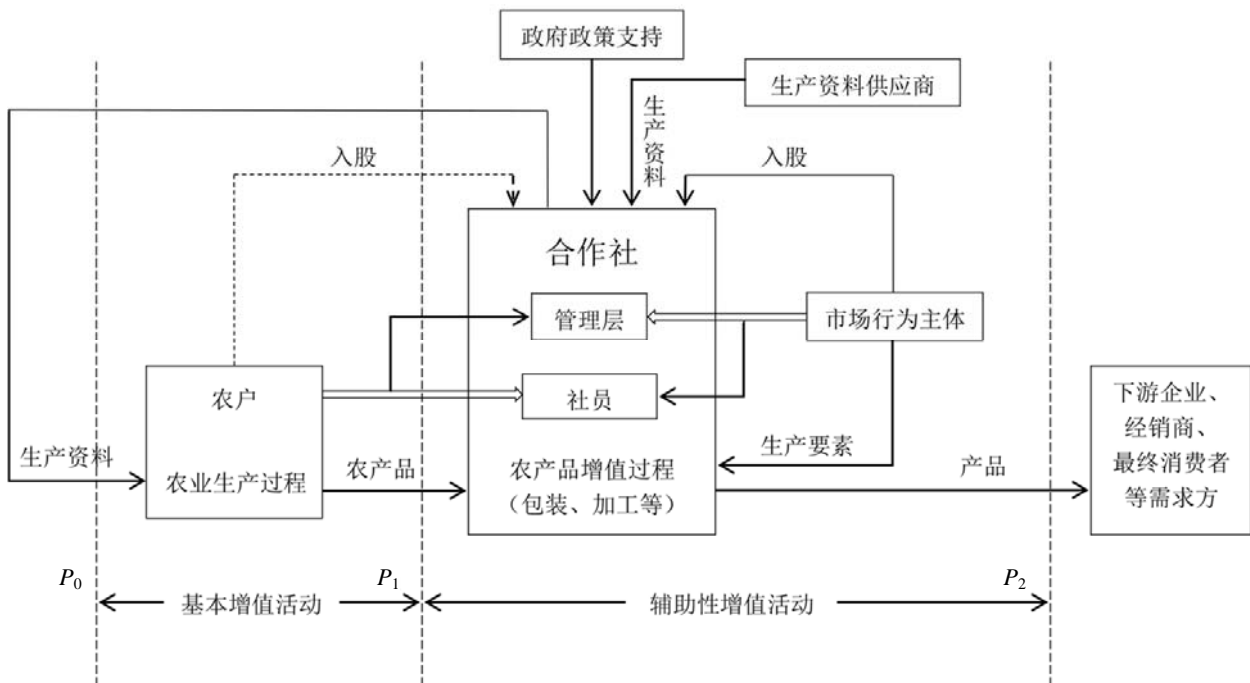 政府政策支持
生产资料供应商
生产资料
入股
入股
合作社
管理层
市场行为主体
农户
社员
下游企业、
经销商、
最终消费者
等需求方
生产资料
农业生产过程
农产品
农产品增值过程
（包装、加工等）
生产要素
产品
P0
P1
P2
基本增值活动
辅助性增值活动